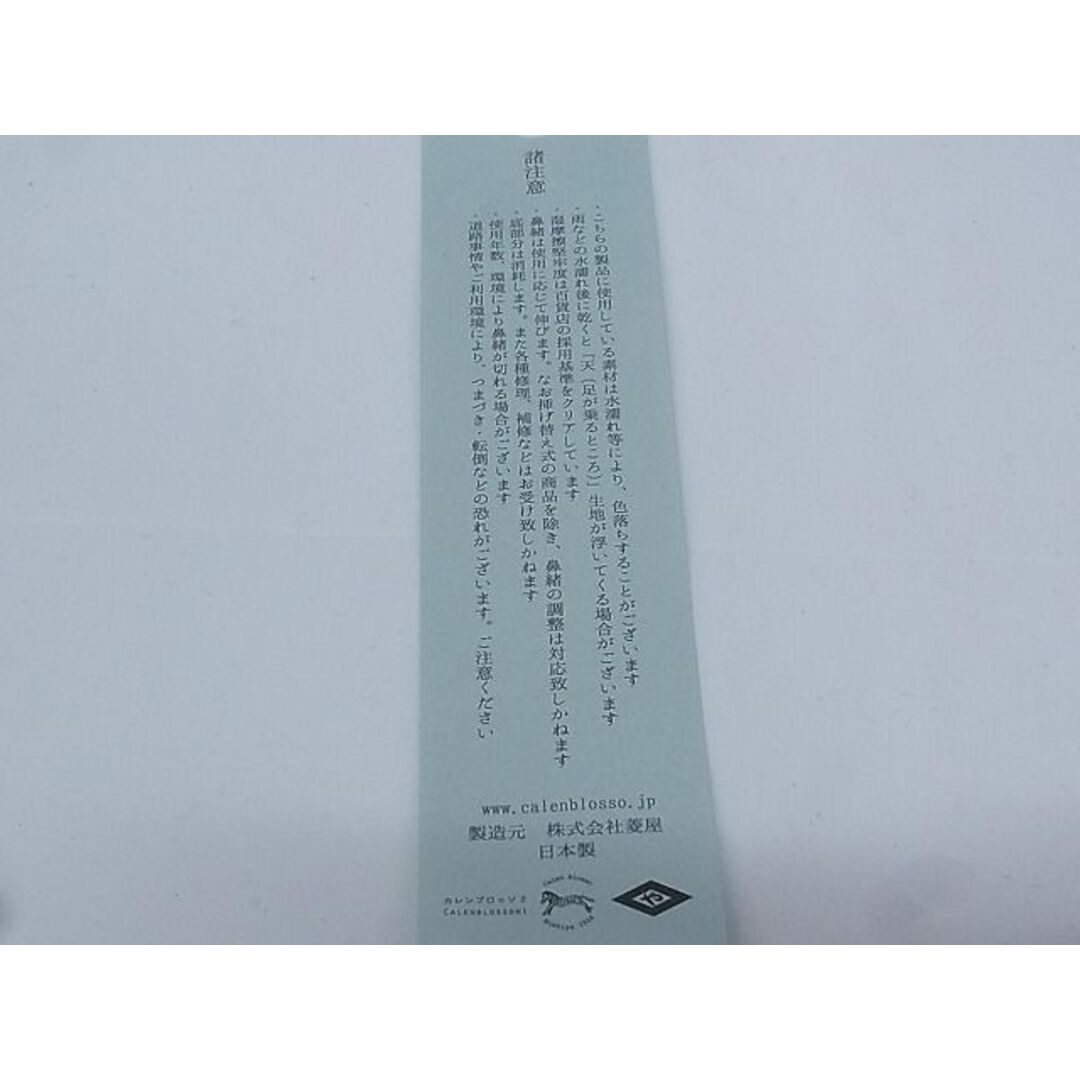 諸注意
・こちらの製品に使用している素材は水濡れ等により、色落ちすることがございます
・雨などの水濡れ後に乾くと「天（足が乗るところ）」生地が浮いてくる場合がございます
・湿摩擦堅牢度は百貨店の採用基準をクリアしています
・鼻緒は使用に応じて伸びます。なお挿げ替え式の商品を除き、鼻緒の調整は対応致しかねます
・底部分は消耗します。また各種修理、補修などはお受け致しかねます
・使用年数、環境により鼻緒が切れる場合がございます
・道路事情やご利用環境により、つまづき・転倒などの恐れがございます。ご注意ください
www.calenblosso.jp
製造元　株式会社菱屋
日本製
カレンブロッソ
CALENBLOSSO
Calen Blosso